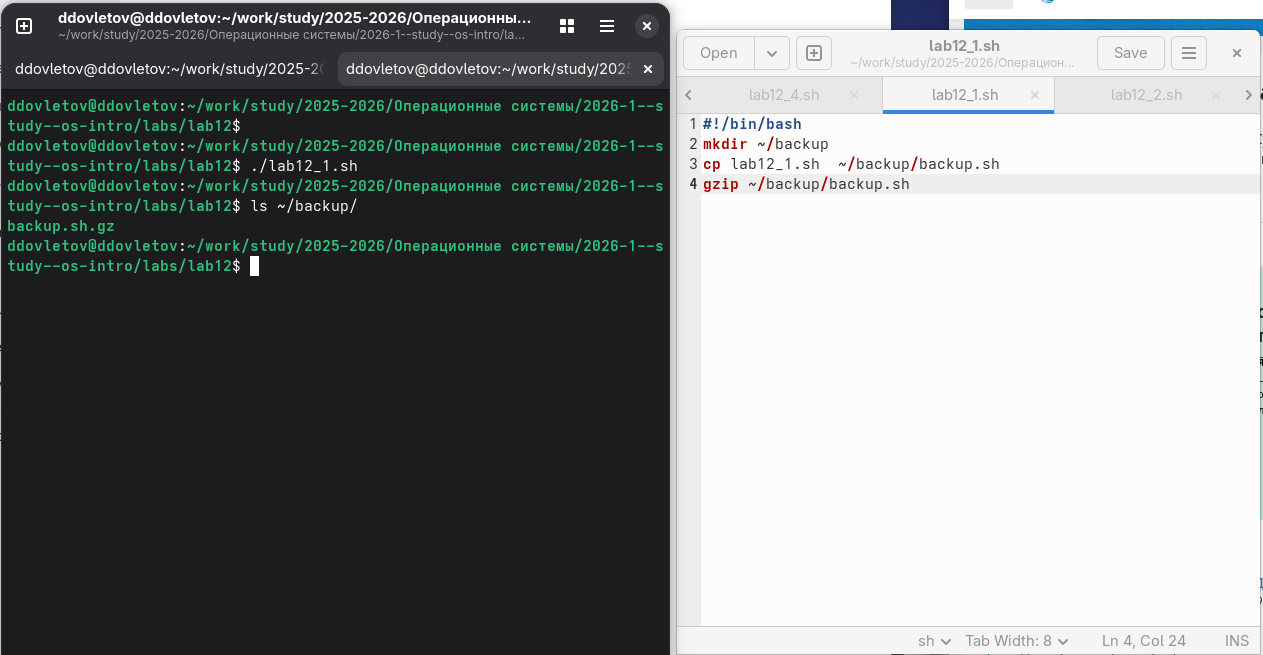 ddovletov@ddovletov:~/work/study/2025-2026/Операционны...
~/work/study/2025-2026/Операционные системы/2026-1--study--os-intro/la...
ddovletov@ddovletov:~/work/study/2025-2
ddovletov@ddovletov:~/work/study/2025
ddovletov@ddovletov:~/work/study/2025-2026/Операционные системы/2026-1--s
tudy--os-intro/labs/lab12$
ddovletov@ddovletov:~/work/study/2025-2026/Операционные системы/2026-1--s
tudy--os-intro/labs/lab12$ ./lab12_1.sh
ddovletov@ddovletov:~/work/study/2025-2026/Операционные системы/2026-1--s
tudy--os-intro/labs/lab12$ ls ~/backup/
backup.sh.gz
ddovletov@ddovletov:~/work/study/2025-2026/Операционные системы/2026-1--s
tudy--os-intro/labs/lab12$
Open
lab12_1.sh
~/work/study/2025-2026/Операцион...
Save
lab12_4.sh
lab12_1.sh
lab12_2.sh
1 #!/bin/bash
2 mkdir ~/backup
3 cp lab12_1.sh  ~/backup/backup.sh
4 gzip ~/backup/backup.sh
sh
Tab Width: 8
Ln 4, Col 24
INS